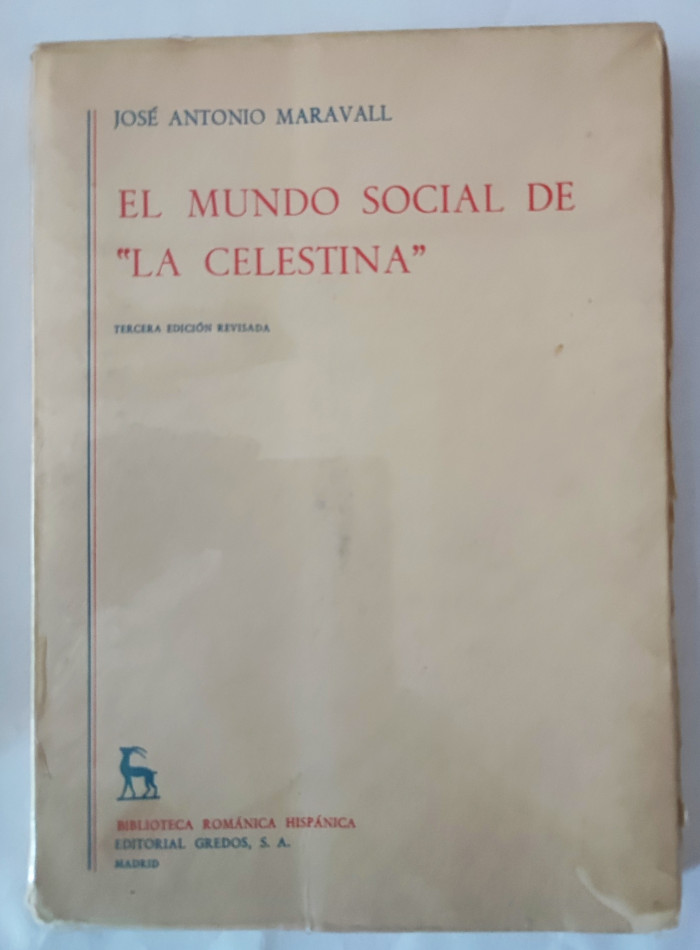 JOSÉ ANTONIO MARAVALL
EL MUNDO SOCIAL DE
"LA CELESTINA"
TERCERA EDICIÓN REVISADA
BIBLIOTECA ROMÁNICA HISPÁNICA
EDITORIAL GREDOS, S. A.
MADRID